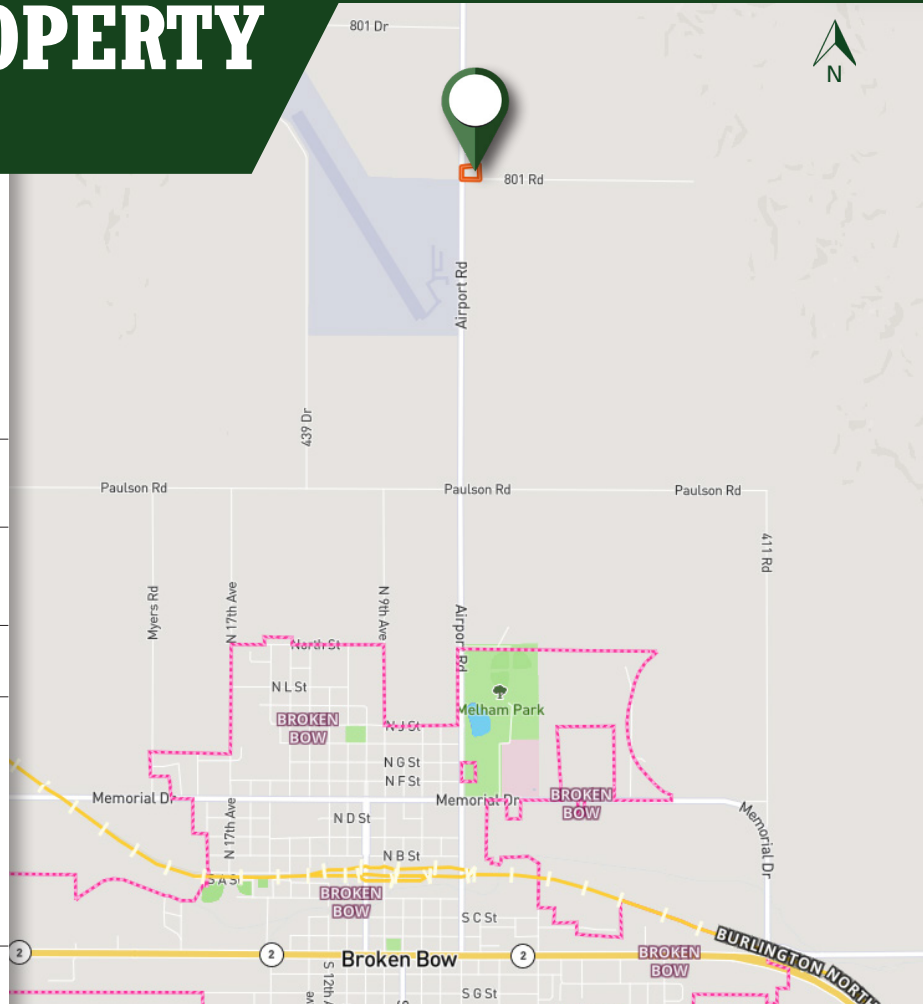 OPERTY
801 Dr
N
801 Rd
Airport Rd
439 Dr
Paulson Rd
Paulson Rd
Paulson Rd
411 Rd
Myers Rd
N 17th Ave
N 9th Ave
Airport Rd
North St
N L St
Melham Park
BROKEN
BOW
N J St
N G St
N F St
Memorial Dr
Memorial Dr
BROKEN
BOW
Memorial Dr
N 17th Ave
N D St
N B St
S A St
BROKEN
BOW
S C St
BURLINGTON NORTH
2
2
Broken Bow
2
BROKEN
BOW
S 12th
S G St